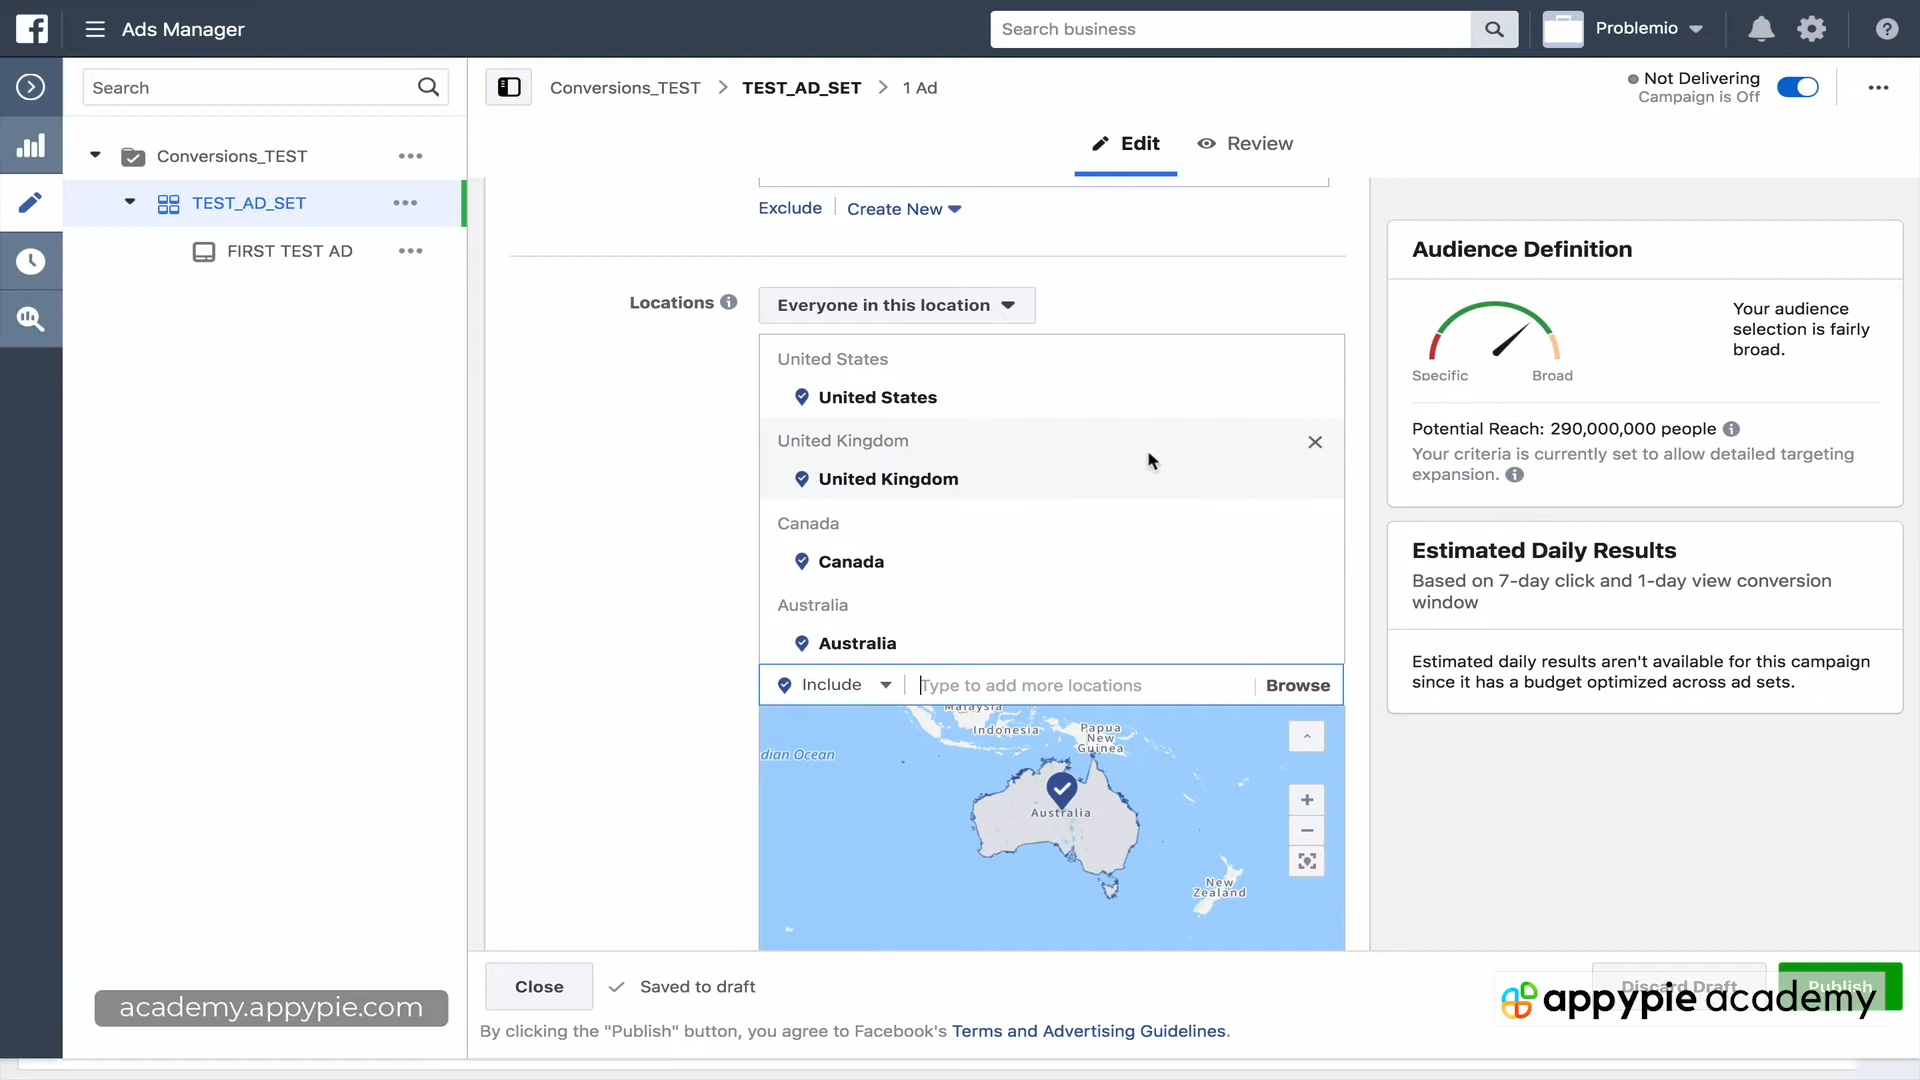 Ads Manager
Search business
Problemio
Search
Conversions_TEST
TEST_AD_SET
FIRST TEST AD
Conversions_TEST > TEST_AD_SET > 1 Ad
Not Delivering
Campaign is Off
Edit
Review
Exclude
Create New
Locations
Everyone in this location
United States
United States
United Kingdom
United Kingdom
Canada
Canada
Australia
Australia
Include
Type to add more locations
Browse
Malaysia
Indonesia
Papua
New
Guinea
dian Ocean
Australia
New
Zealand
Audience Definition
Specific
Broad
Your audience
selection is fairly
broad.
Potential Reach: 290,000,000 people
Your criteria is currently set to allow detailed targeting
expansion.
Estimated Daily Results
Based on 7-day click and 1-day view conversion
window
Estimated daily results aren't available for this campaign
since it has a budget optimized across ad sets.
Close
Saved to draft
Discard Draft
Publish
By clicking the "Publish" button, you agree to Facebook's Terms and Advertising Guidelines.
academy.appypie.com
appypie academy